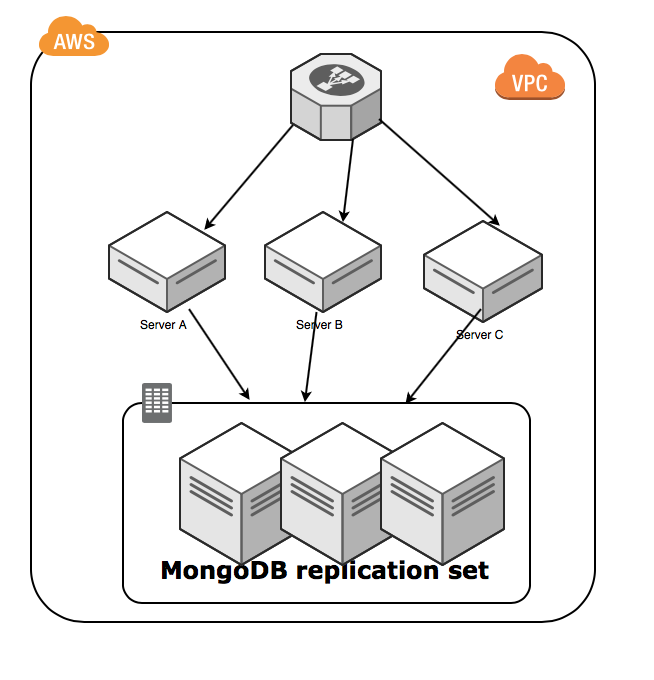 AWS
VPC
Server A
Server B
Server C
MongoDB replication set